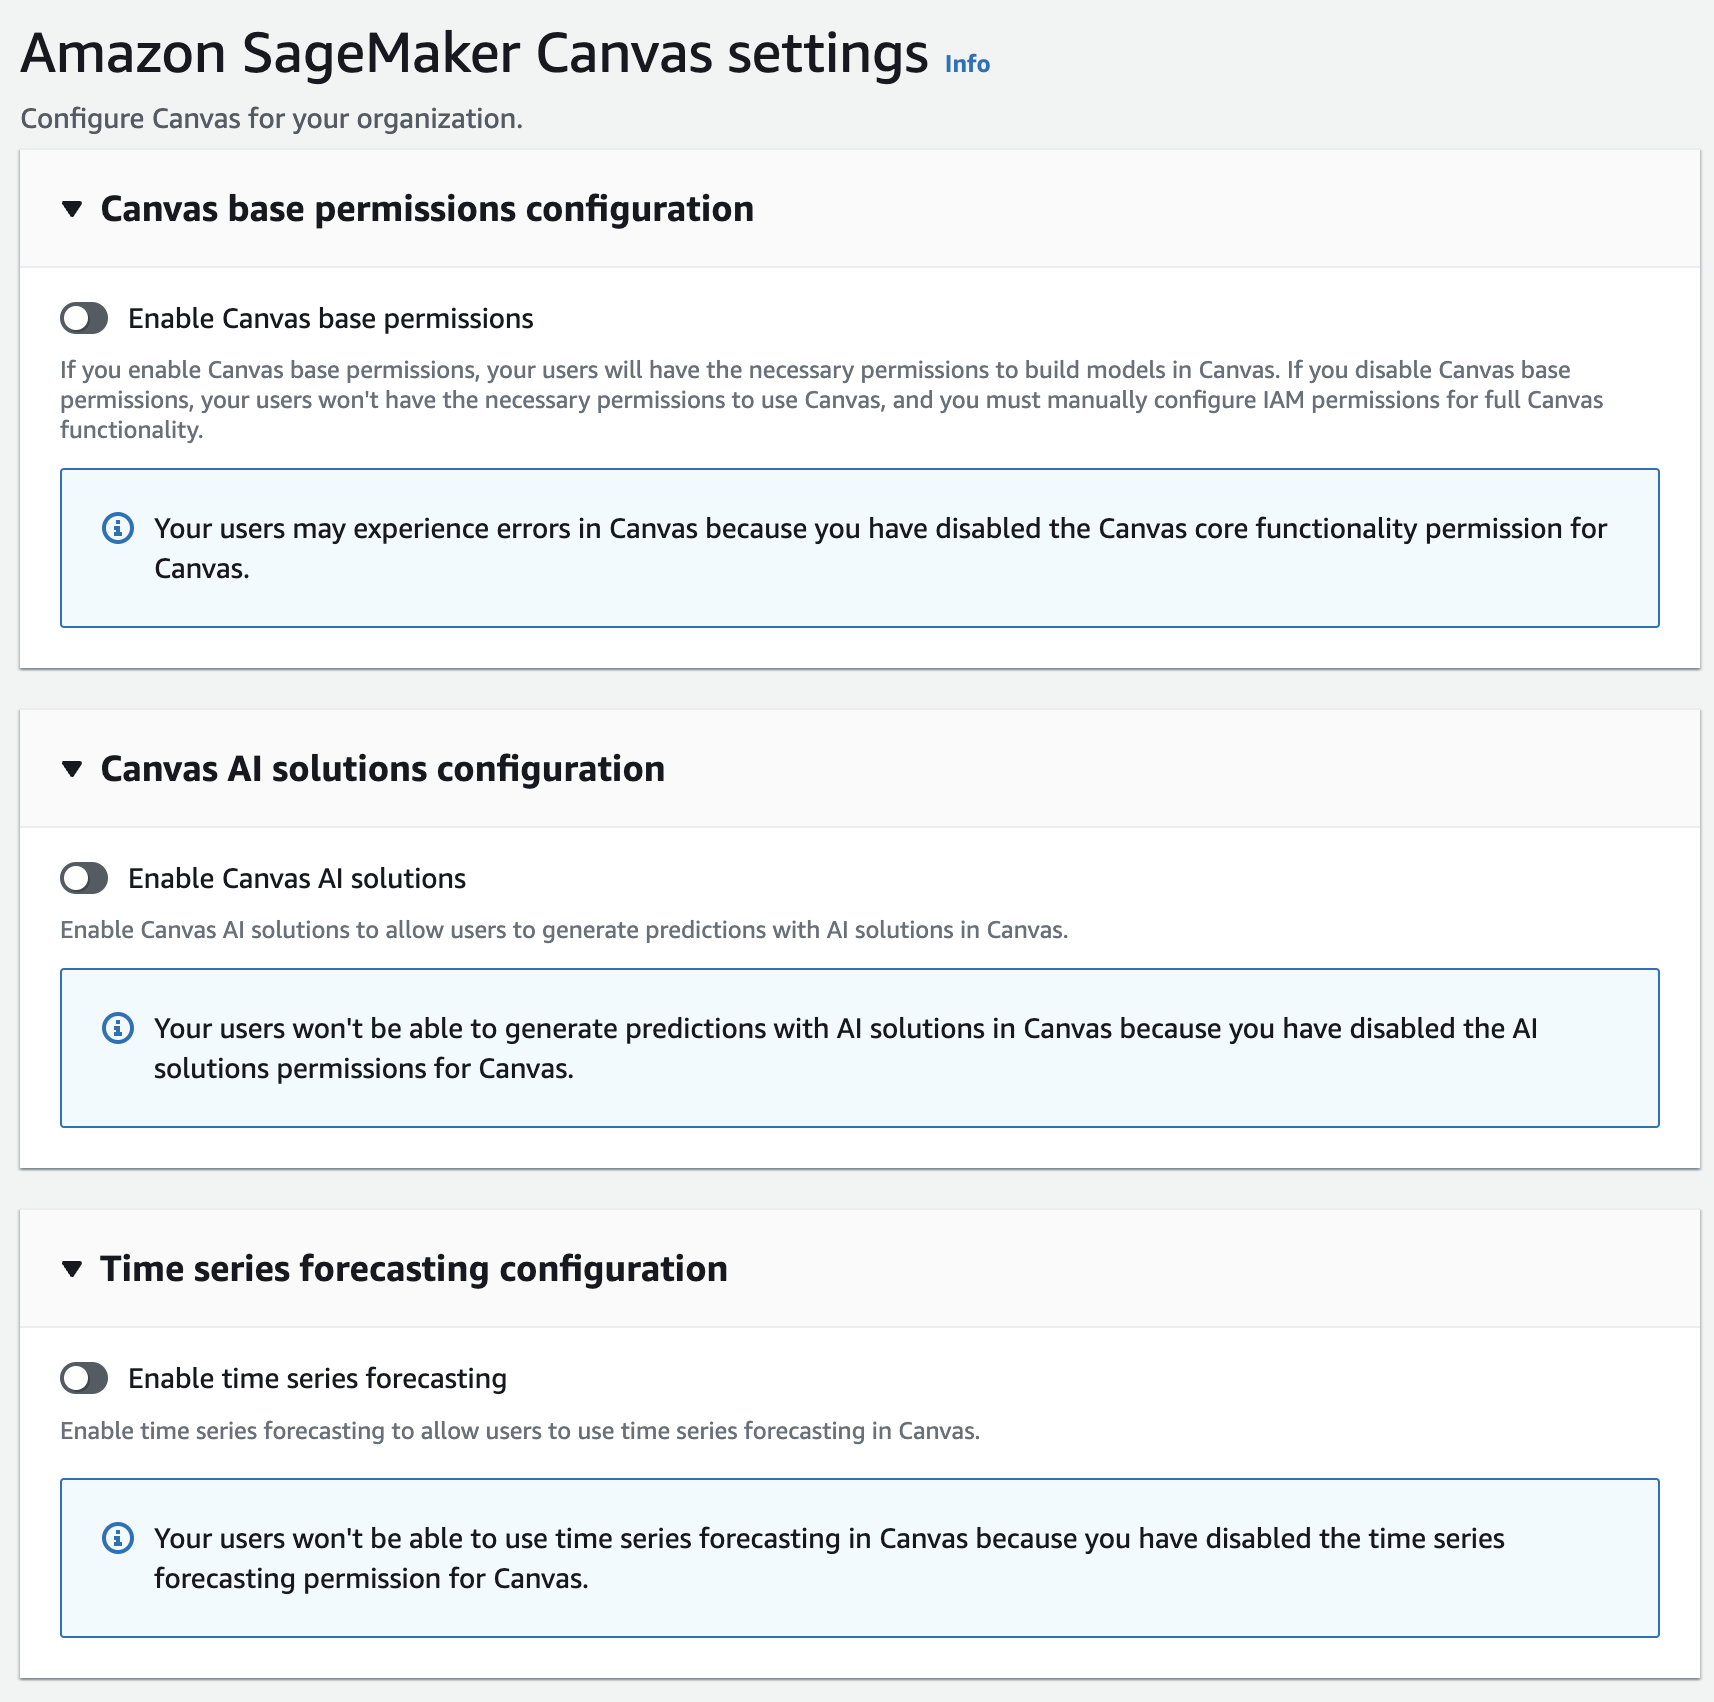 Amazon SageMaker Canvas settings Info
Configure Canvas for your organization.
Canvas base permissions configuration
Enable Canvas base permissions
If you enable Canvas base permissions, your users will have the necessary permissions to build models in Canvas. If you disable Canvas base
permissions, your users won't have the necessary permissions to use Canvas, and you must manually configure IAM permissions for full Canvas
functionality.
Your users may experience errors in Canvas because you have disabled the Canvas core functionality permission for
Canvas.
Canvas AI solutions configuration
Enable Canvas AI solutions
Enable Canvas AI solutions to allow users to generate predictions with AI solutions in Canvas.
Your users won't be able to generate predictions with AI solutions in Canvas because you have disabled the AI
solutions permissions for Canvas.
Time series forecasting configuration
Enable time series forecasting
Enable time series forecasting to allow users to use time series forecasting in Canvas.
Your users won't be able to use time series forecasting in Canvas because you have disabled the time series
forecasting permission for Canvas.